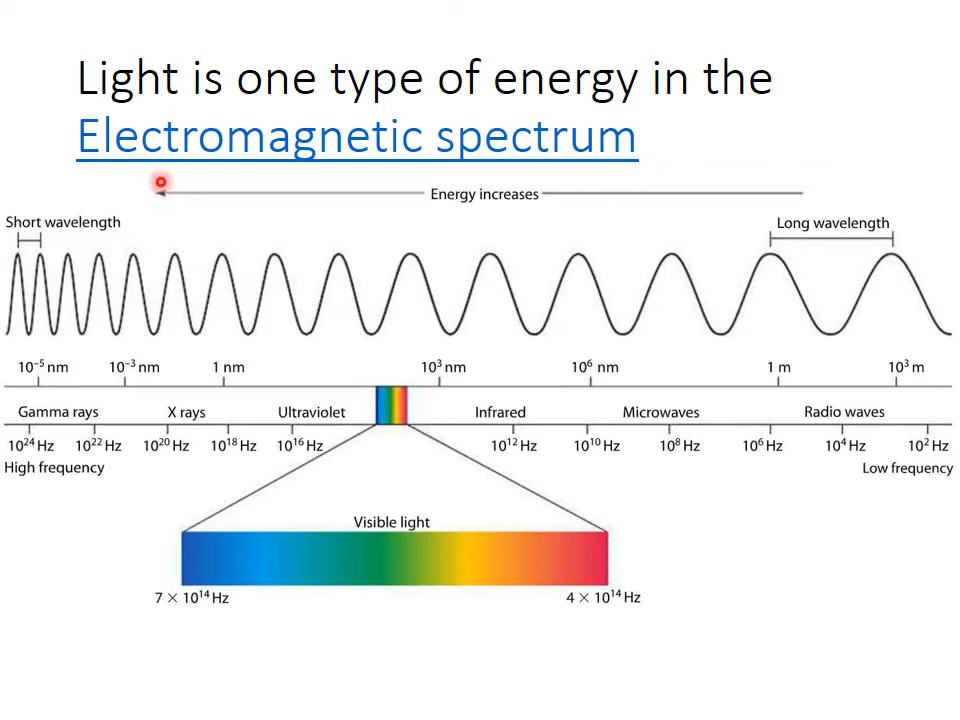 Light is one type of energy in the
Electromagnetic spectrum
Energy increases
Short wavelength
Long wavelength
10⁻⁵ nm 10⁻³ nm 1 nm 10³ nm 10⁶ nm 1 m 10³ m
Gamma rays X rays Ultraviolet Infrared Microwaves Radio waves
10²⁴ Hz 10²² Hz 10²⁰ Hz 10¹⁸ Hz 10¹⁶ Hz 10¹² Hz 10¹⁰ Hz 10⁸ Hz 10⁶ Hz 10⁴ Hz 10² Hz
High frequency Low frequency
Visible light
7 × 10¹⁴ Hz 4 × 10¹⁴ Hz